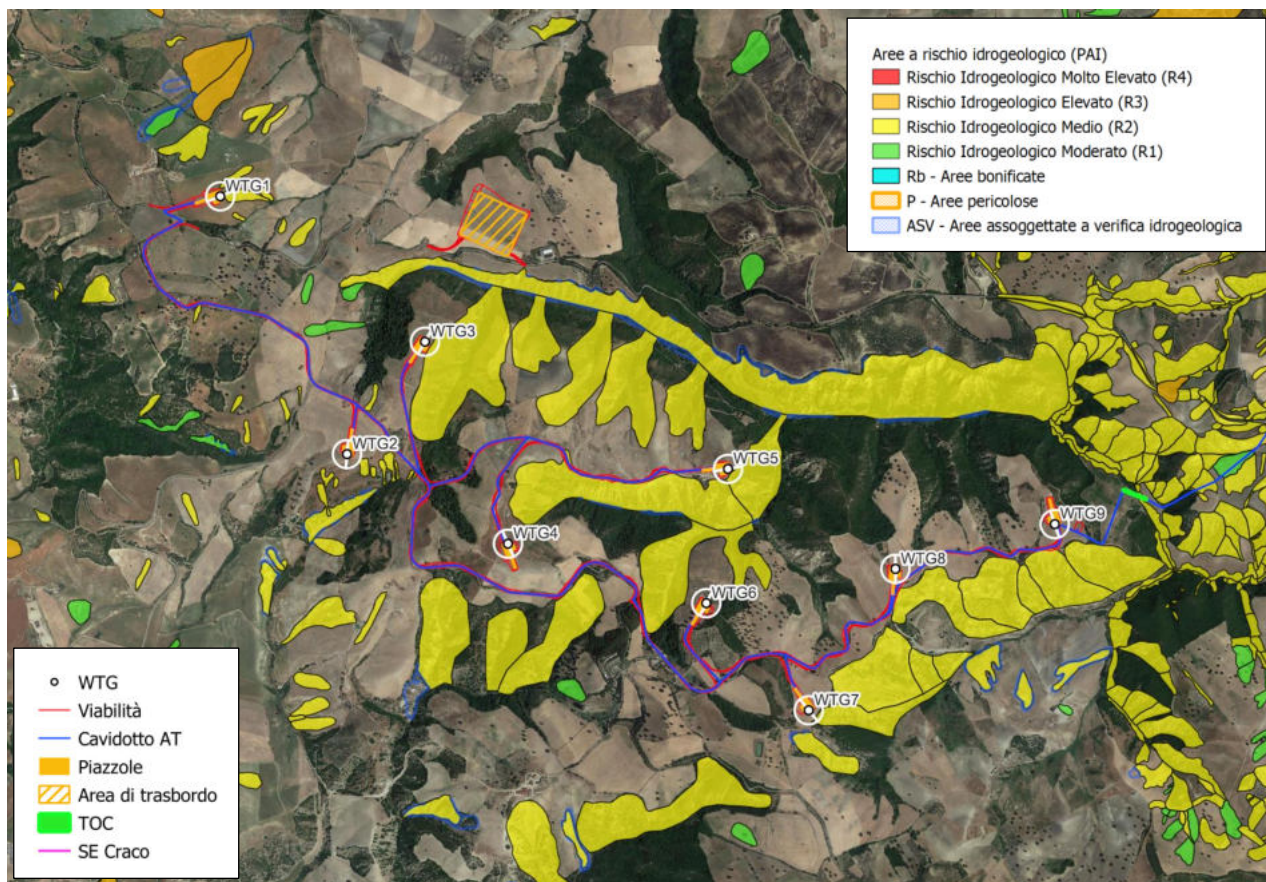 Aree a rischio idrogeologico (PAI)
Rischio Idrogeologico Molto Elevato (R4)
Rischio Idrogeologico Elevato (R3)
Rischio Idrogeologico Medio (R2)
Rischio Idrogeologico Moderato (R1)
Rb - Aree bonificate
P - Aree pericolose
ASV - Aree assoggettate a verifica idrogeologica
WTG1
WTG3
WTG2
WTG5
WTG4
WTG9
WTG8
WTG6
WTG7
WTG
Viabilità
Cavidotto AT
Piazzole
Area di trasbordo
TOC
SE Craco